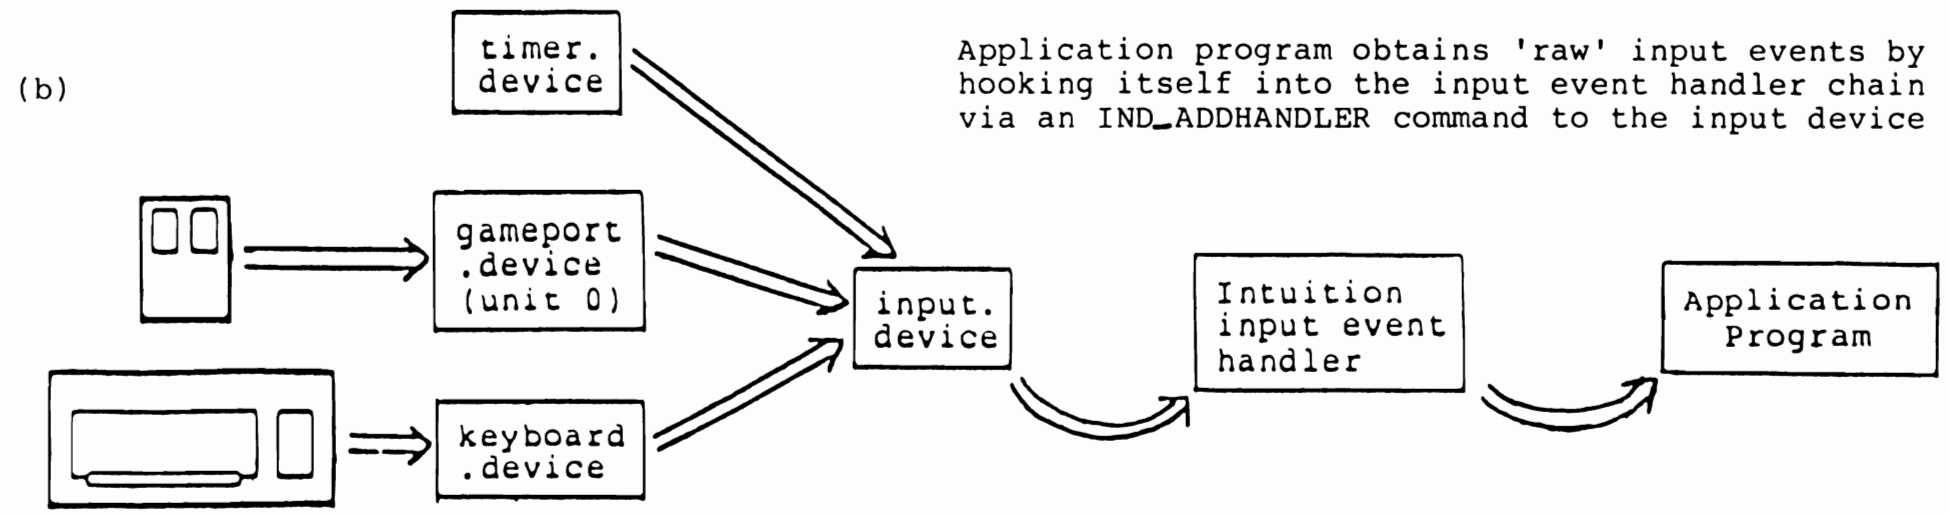 (b)
timer.
device
Application program obtains 'raw' input events by
hooking itself into the input event handler chain
via an IND_ADDHANDLER command to the input device
gameport
.device
(unit 0)
input.
device
Intuition
input event
handler
Application
Program
keyboard
.device